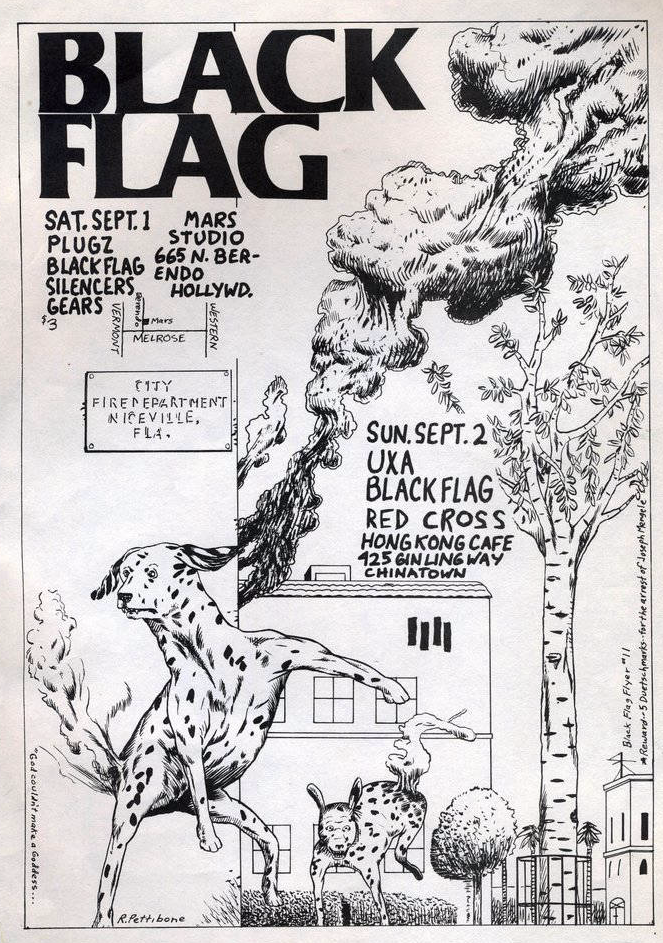 BLACK
FLAG
SAT. SEPT. 1
PLUGZ
BLACK FLAG
SILENCERS
GEARS
$3
MARS
STUDIO
665 N. BER-
ENDO
HOLLYWD.
VERMONT
Berendo
Mars
WESTERN
MELROSE
CITY
FIRE DEPARTMENT
NICEVILLE,
FLA.
SUN. SEPT. 2
UXA
BLACK FLAG
RED CROSS
HONG KONG CAFE
425 GIN LING WAY
CHINATOWN
"God couldn't make a Goddess...
R. Pettibone
Black Flag Flyer #11
*Reward-5 Duetschmarks-for the arrest of Joseph Mengele